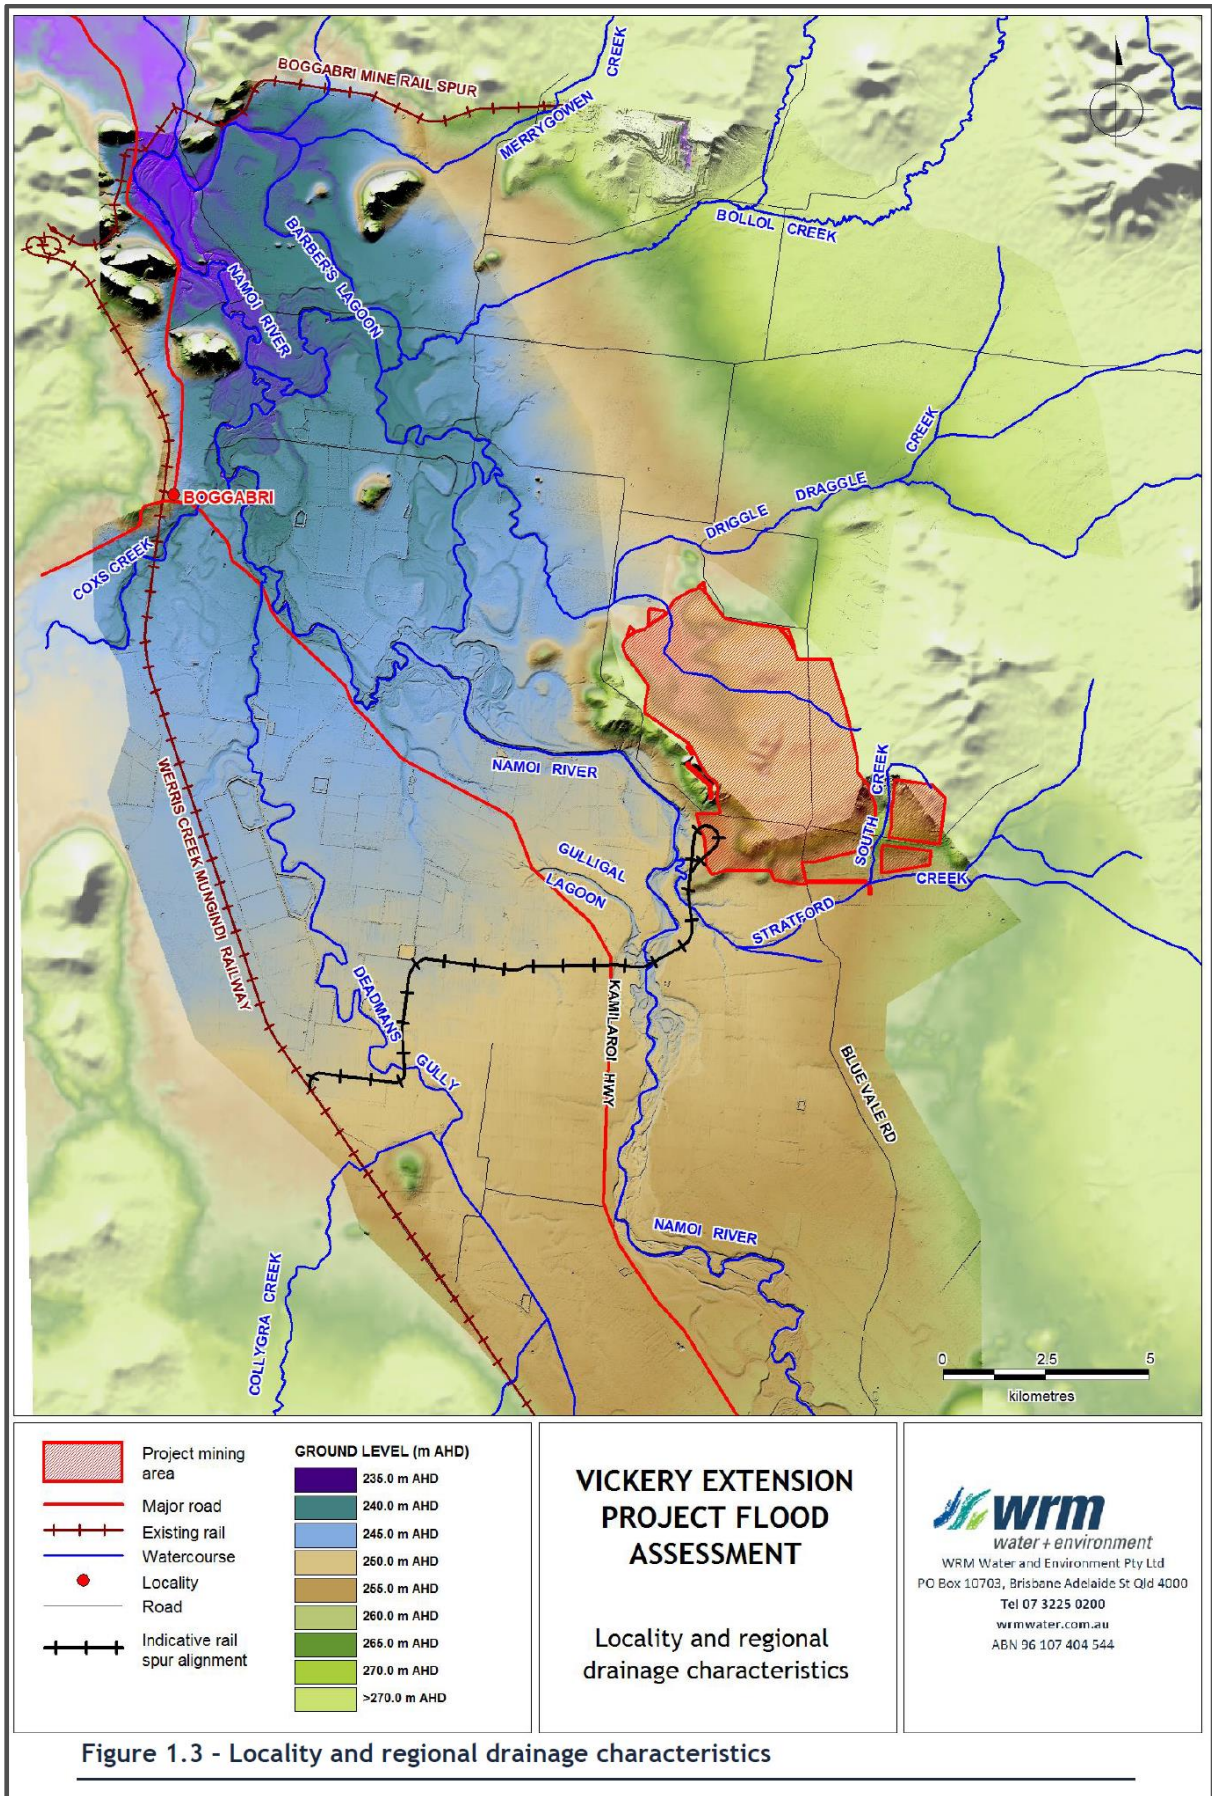 BOGGABRI MINE RAIL SPUR
CREEK
MERRYGOWEN
BOLLOL CREEK
BARBER'S LAGOON
NAMOI RIVER
CREEK
DRIGGLE DRAGGLE
BOGGABRI
COXS CREEK
NAMOI RIVER
WERRIS CREEK MUNGINDI RAILWAY
GULLIGAL
LAGOON
SOUTH CREEK
CREEK
STRATFORD
DEADMANS
GULLY
KAMILAROI HWY
BLUE VALE RD
NAMOI RIVER
COLLYGRA CREEK
0 2.5 5
kilometres
Project mining
area
Major road
Existing rail
Watercourse
Locality
Road
Indicative rail
spur alignment
GROUND LEVEL (m AHD)
235.0 m AHD
240.0 m AHD
245.0 m AHD
250.0 m AHD
255.0 m AHD
260.0 m AHD
265.0 m AHD
270.0 m AHD
>270.0 m AHD
VICKERY EXTENSION
PROJECT FLOOD
ASSESSMENT
Locality and regional
drainage characteristics
wrm
water + environment
WRM Water and Environment Pty Ltd
PO Box 10703, Brisbane Adelaide St Qld 4000
Tel 07 3225 0200
wrmwater.com.au
ABN 96 107 404 544
Figure 1.3 - Locality and regional drainage characteristics